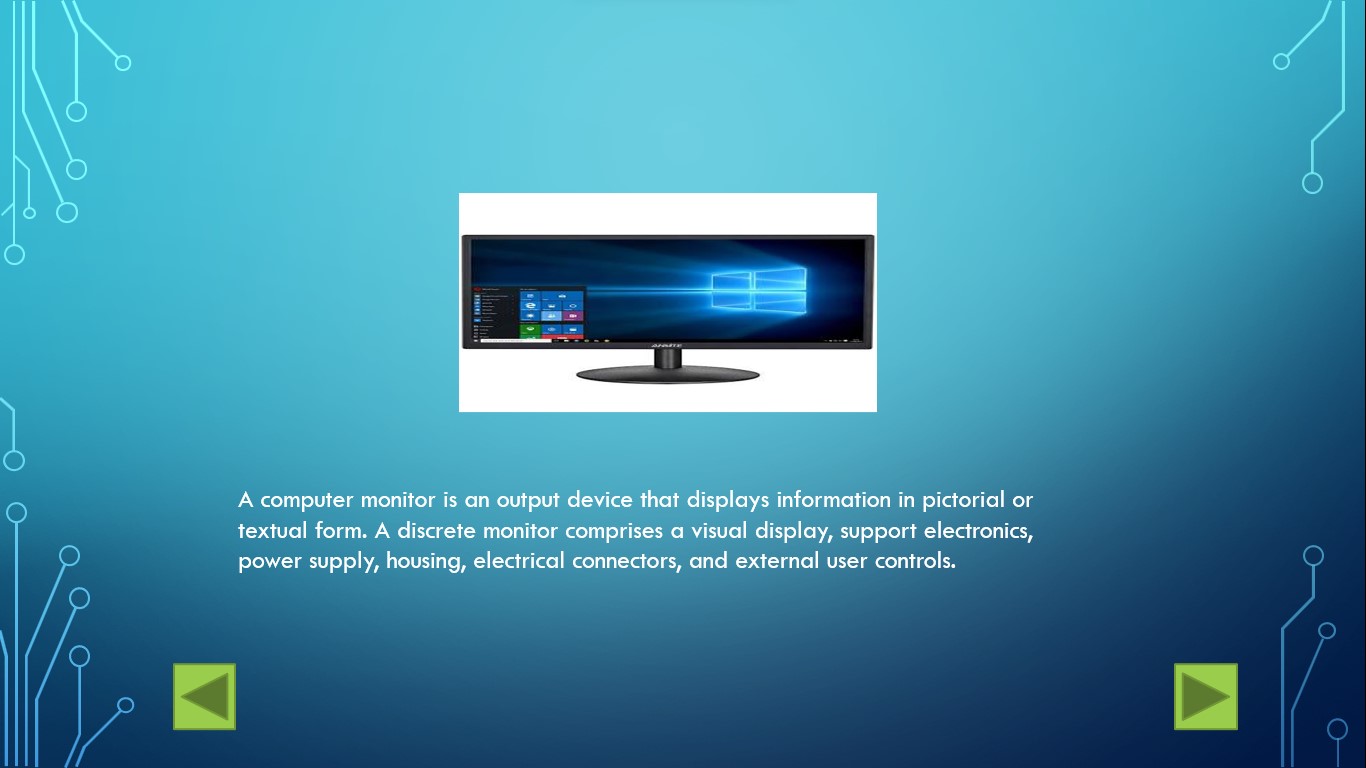 A computer monitor is an output device that displays information in pictorial or
textual form. A discrete monitor comprises a visual display, support electronics,
power supply, housing, electrical connectors, and external user controls.